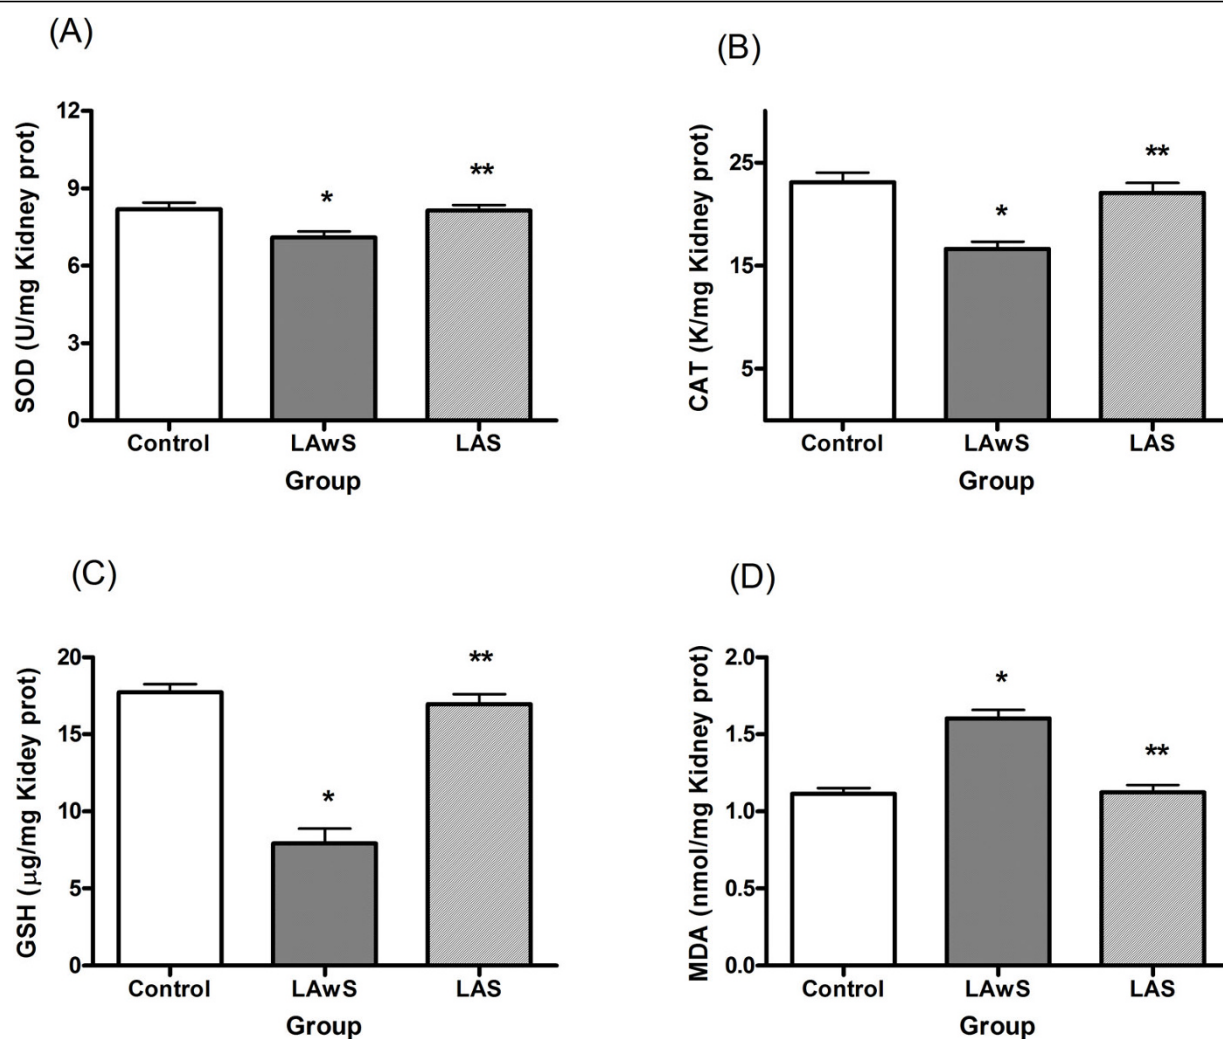 (A)
SOD (U/mg Kidney prot)
12
9
6
3
0
*
**
Control LAwS LAS
Group
(B)
CAT (K/mg Kidney prot)
25
15
5
*
**
Control LAwS LAS
Group
(C)
GSH (μg/mg Kidey prot)
20
15
10
5
0
*
**
Control LAwS LAS
Group
(D)
MDA (nmol/mg Kidney prot)
2.0
1.5
1.0
0.5
0.0
*
**
Control LAwS LAS
Group